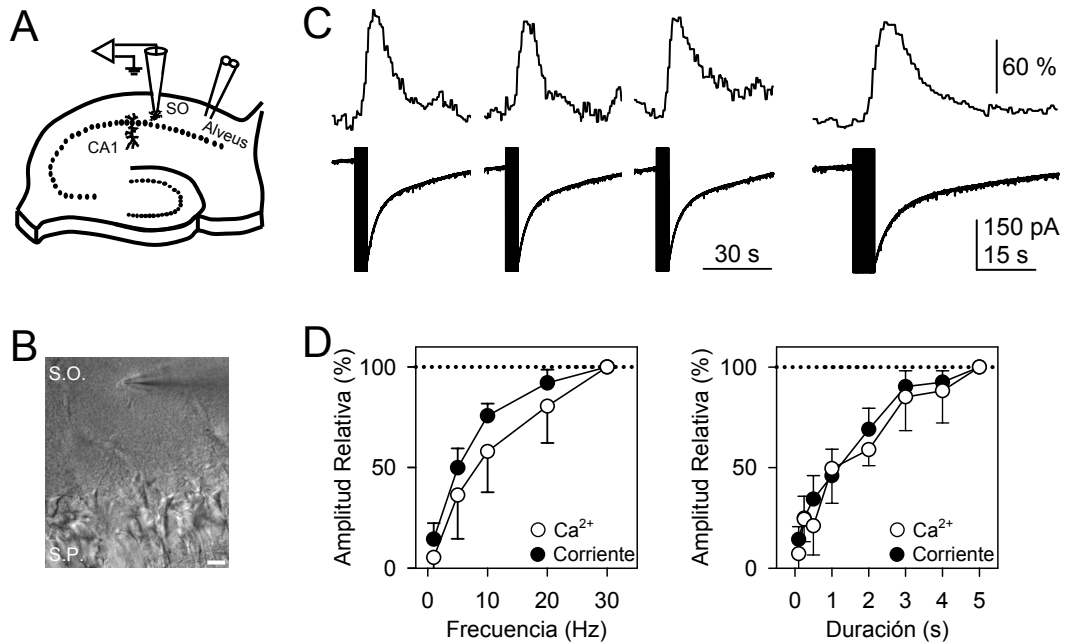 A
SO
Alveus
CA1
B
S.O.
S.P.
C
60 %
150 pA
30 s
15 s
D
Amplitud Relativa (%)
100
50
0
Ca²⁺
Corriente
0 10 20 30
Frecuencia (Hz)
Amplitud Relativa (%)
100
50
0
Ca²⁺
Corriente
0 1 2 3 4 5
Duración (s)